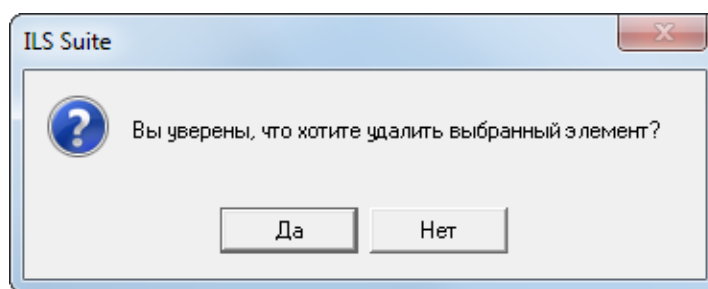 ILS Suite
Вы уверены, что хотите удалить выбранный элемент?
Да
Нет